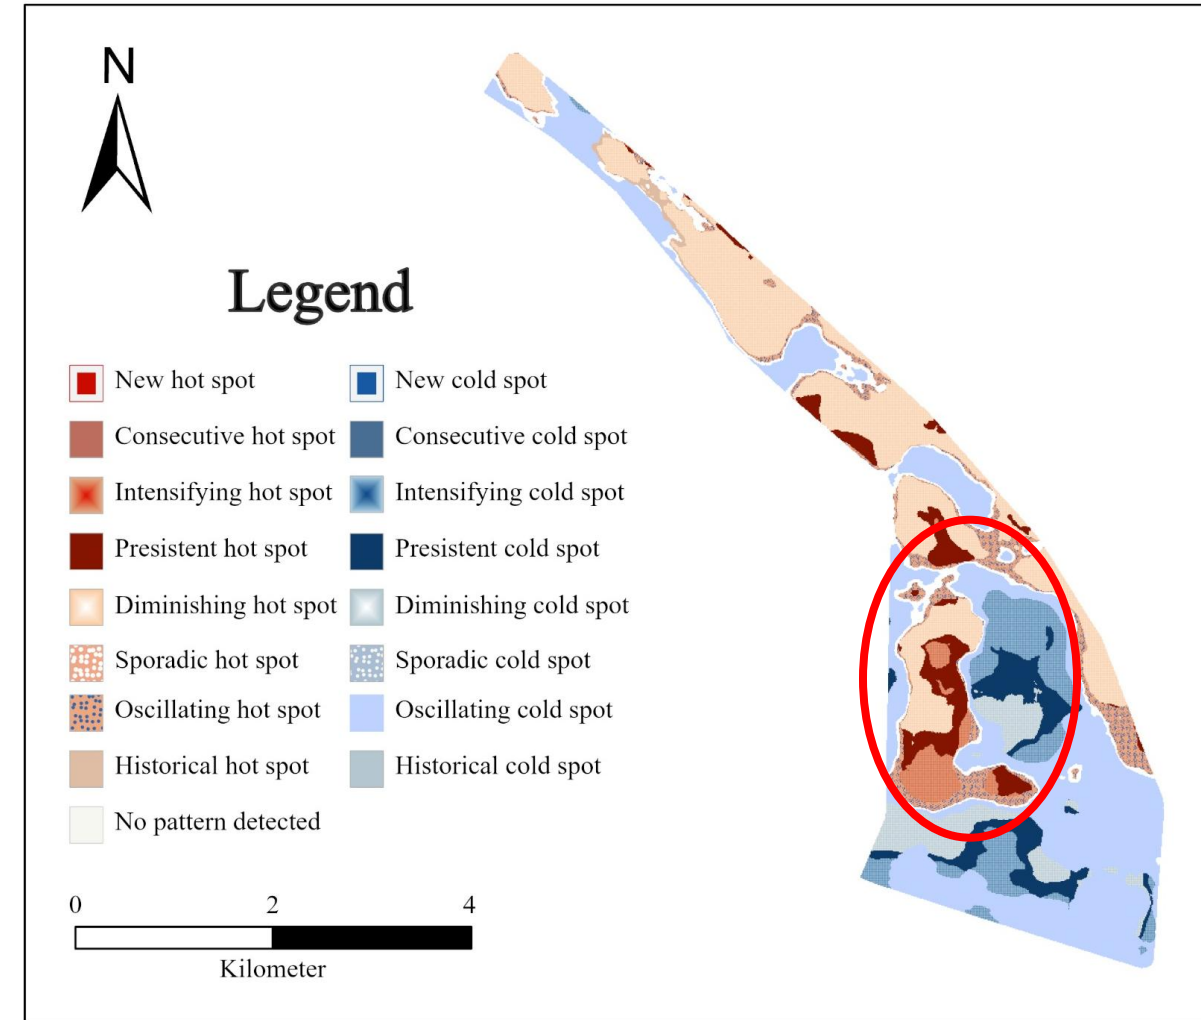 N
Legend
New hot spot
New cold spot
Consecutive hot spot
Consecutive cold spot
Intensifying hot spot
Intensifying cold spot
Presistent hot spot
Presistent cold spot
Diminishing hot spot
Diminishing cold spot
Sporadic hot spot
Sporadic cold spot
Oscillating hot spot
Oscillating cold spot
Historical hot spot
Historical cold spot
No pattern detected
0 2 4
Kilometer